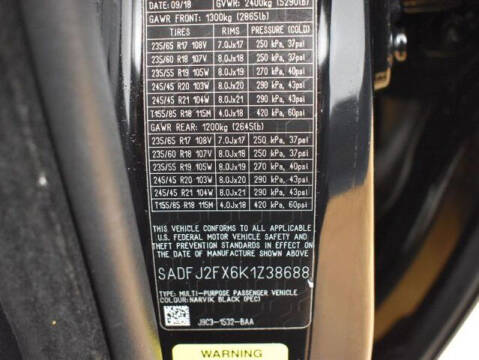 DATE 09/18 GVWR: 2400kg (5290lb)
GAWR FRONT: 1300kg (2865lb)
TIRES RIMS PRESSURE (COLD)
235/65 R17 108V 7.0Jx17 250 kPa, 37psi
235/60 R18 107V 8.0Jx18 250 kPa, 37psi
235/55 R19 105W 8.0Jx19 270 kPa, 40psi
245/45 R20 103W 8.0Jx20 290 kPa, 43psi
245/45 R21 104W 8.0Jx21 290 kPa, 43psi
T155/85 R18 115M 4.0Jx18 420 kPa, 60psi
GAWR REAR: 1200kg (2645lb)
235/65 R17 108V 7.0Jx17 250 kPa, 37psi
235/60 R18 107V 8.0Jx18 250 kPa, 37psi
235/55 R19 105W 8.0Jx19 270 kPa, 40psi
245/45 R20 103W 8.0Jx20 290 kPa, 43psi
245/45 R21 104W 8.0Jx21 290 kPa, 43psi
T155/85 R18 115M 4.0Jx18 420 kPa, 60psi
THIS VEHICLE CONFORMS TO ALL APPLICABLE
U.S. FEDERAL MOTOR VEHICLE SAFETY AND
THEFT PREVENTION STANDARDS IN EFFECT ON
THE DATE OF MANUFACTURE SHOWN ABOVE.
SADFJ2FX6K1Z38688
TYPE: MULTI-PURPOSE PASSENGER VEHICLE
COLOUR: NARVIK BLACK (PEC)
J9C3-1532-BAA
WARNING